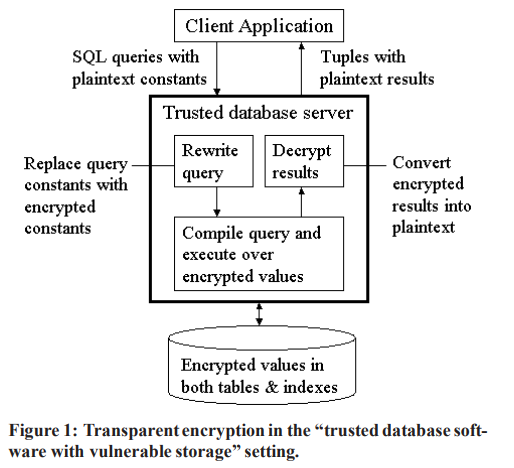 Client Application
SQL queries with
plaintext constants
Tuples with
plaintext results
Trusted database server
Replace query
constants with
encrypted
constants
Rewrite
query
Decrypt
results
Convert
encrypted
results into
plaintext
Compile query and
execute over
encrypted values
Encrypted values in
both tables & indexes
Figure 1: Transparent encryption in the “trusted database soft-
ware with vulnerable storage” setting.